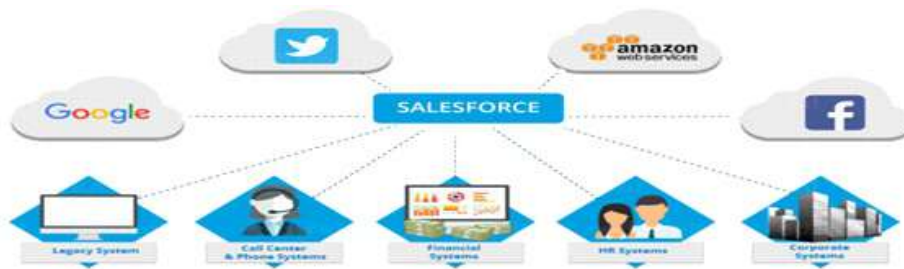 amazon
webservices
Google
SALESFORCE
Legacy System
Call Center
& Phone Systems
Financial
Systems
HR Systems
Corporate
Systems